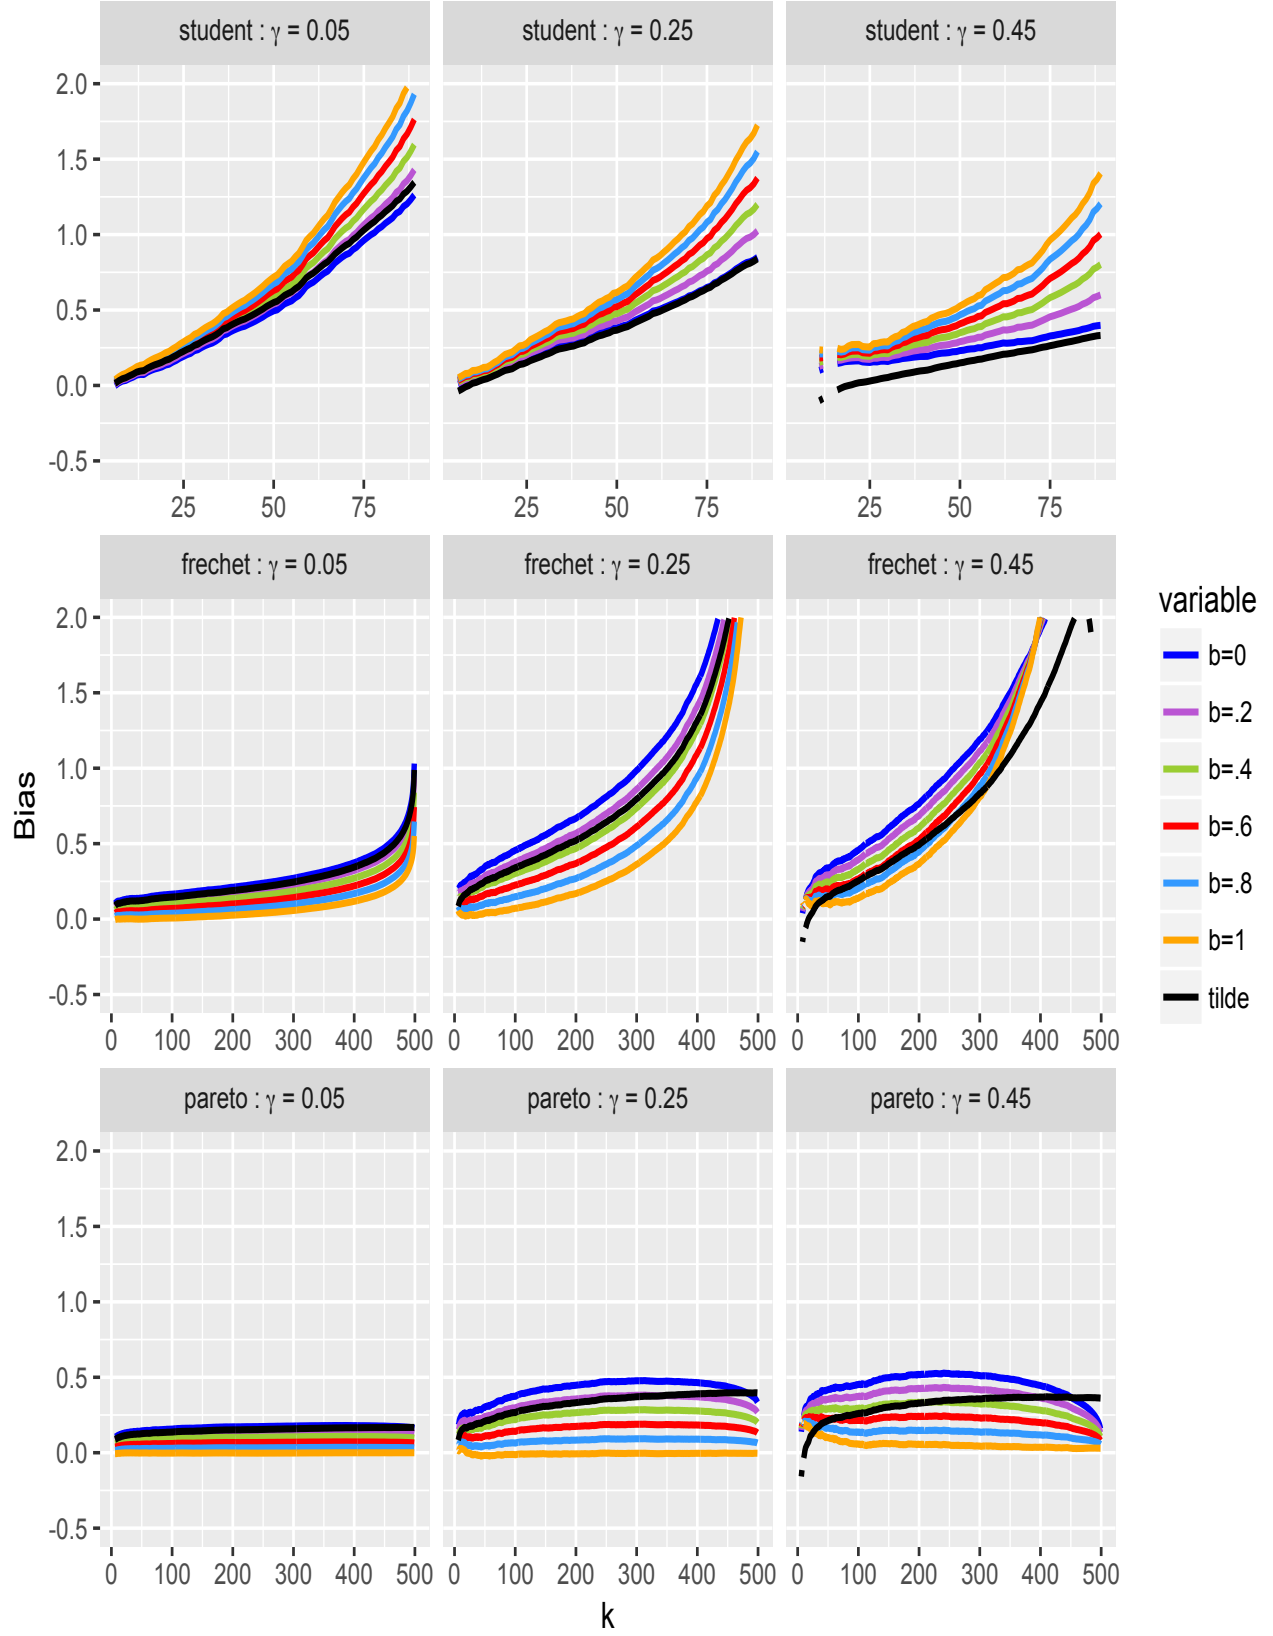 student : γ = 0.05
student : γ = 0.25
student : γ = 0.45
2.0
1.5
1.0
0.5
0.0
-0.5
25 50 75
25 50 75
25 50 75
frechet : γ = 0.05
frechet : γ = 0.25
frechet : γ = 0.45
2.0
1.5
1.0
0.5
0.0
-0.5
0 100 200 300 400 500
0 100 200 300 400 500
0 100 200 300 400 500
pareto : γ = 0.05
pareto : γ = 0.25
pareto : γ = 0.45
2.0
1.5
1.0
0.5
0.0
-0.5
0 100 200 300 400 500
0 100 200 300 400 500
0 100 200 300 400 500
Bias
k
variable
b=0
b=.2
b=.4
b=.6
b=.8
b=1
tilde